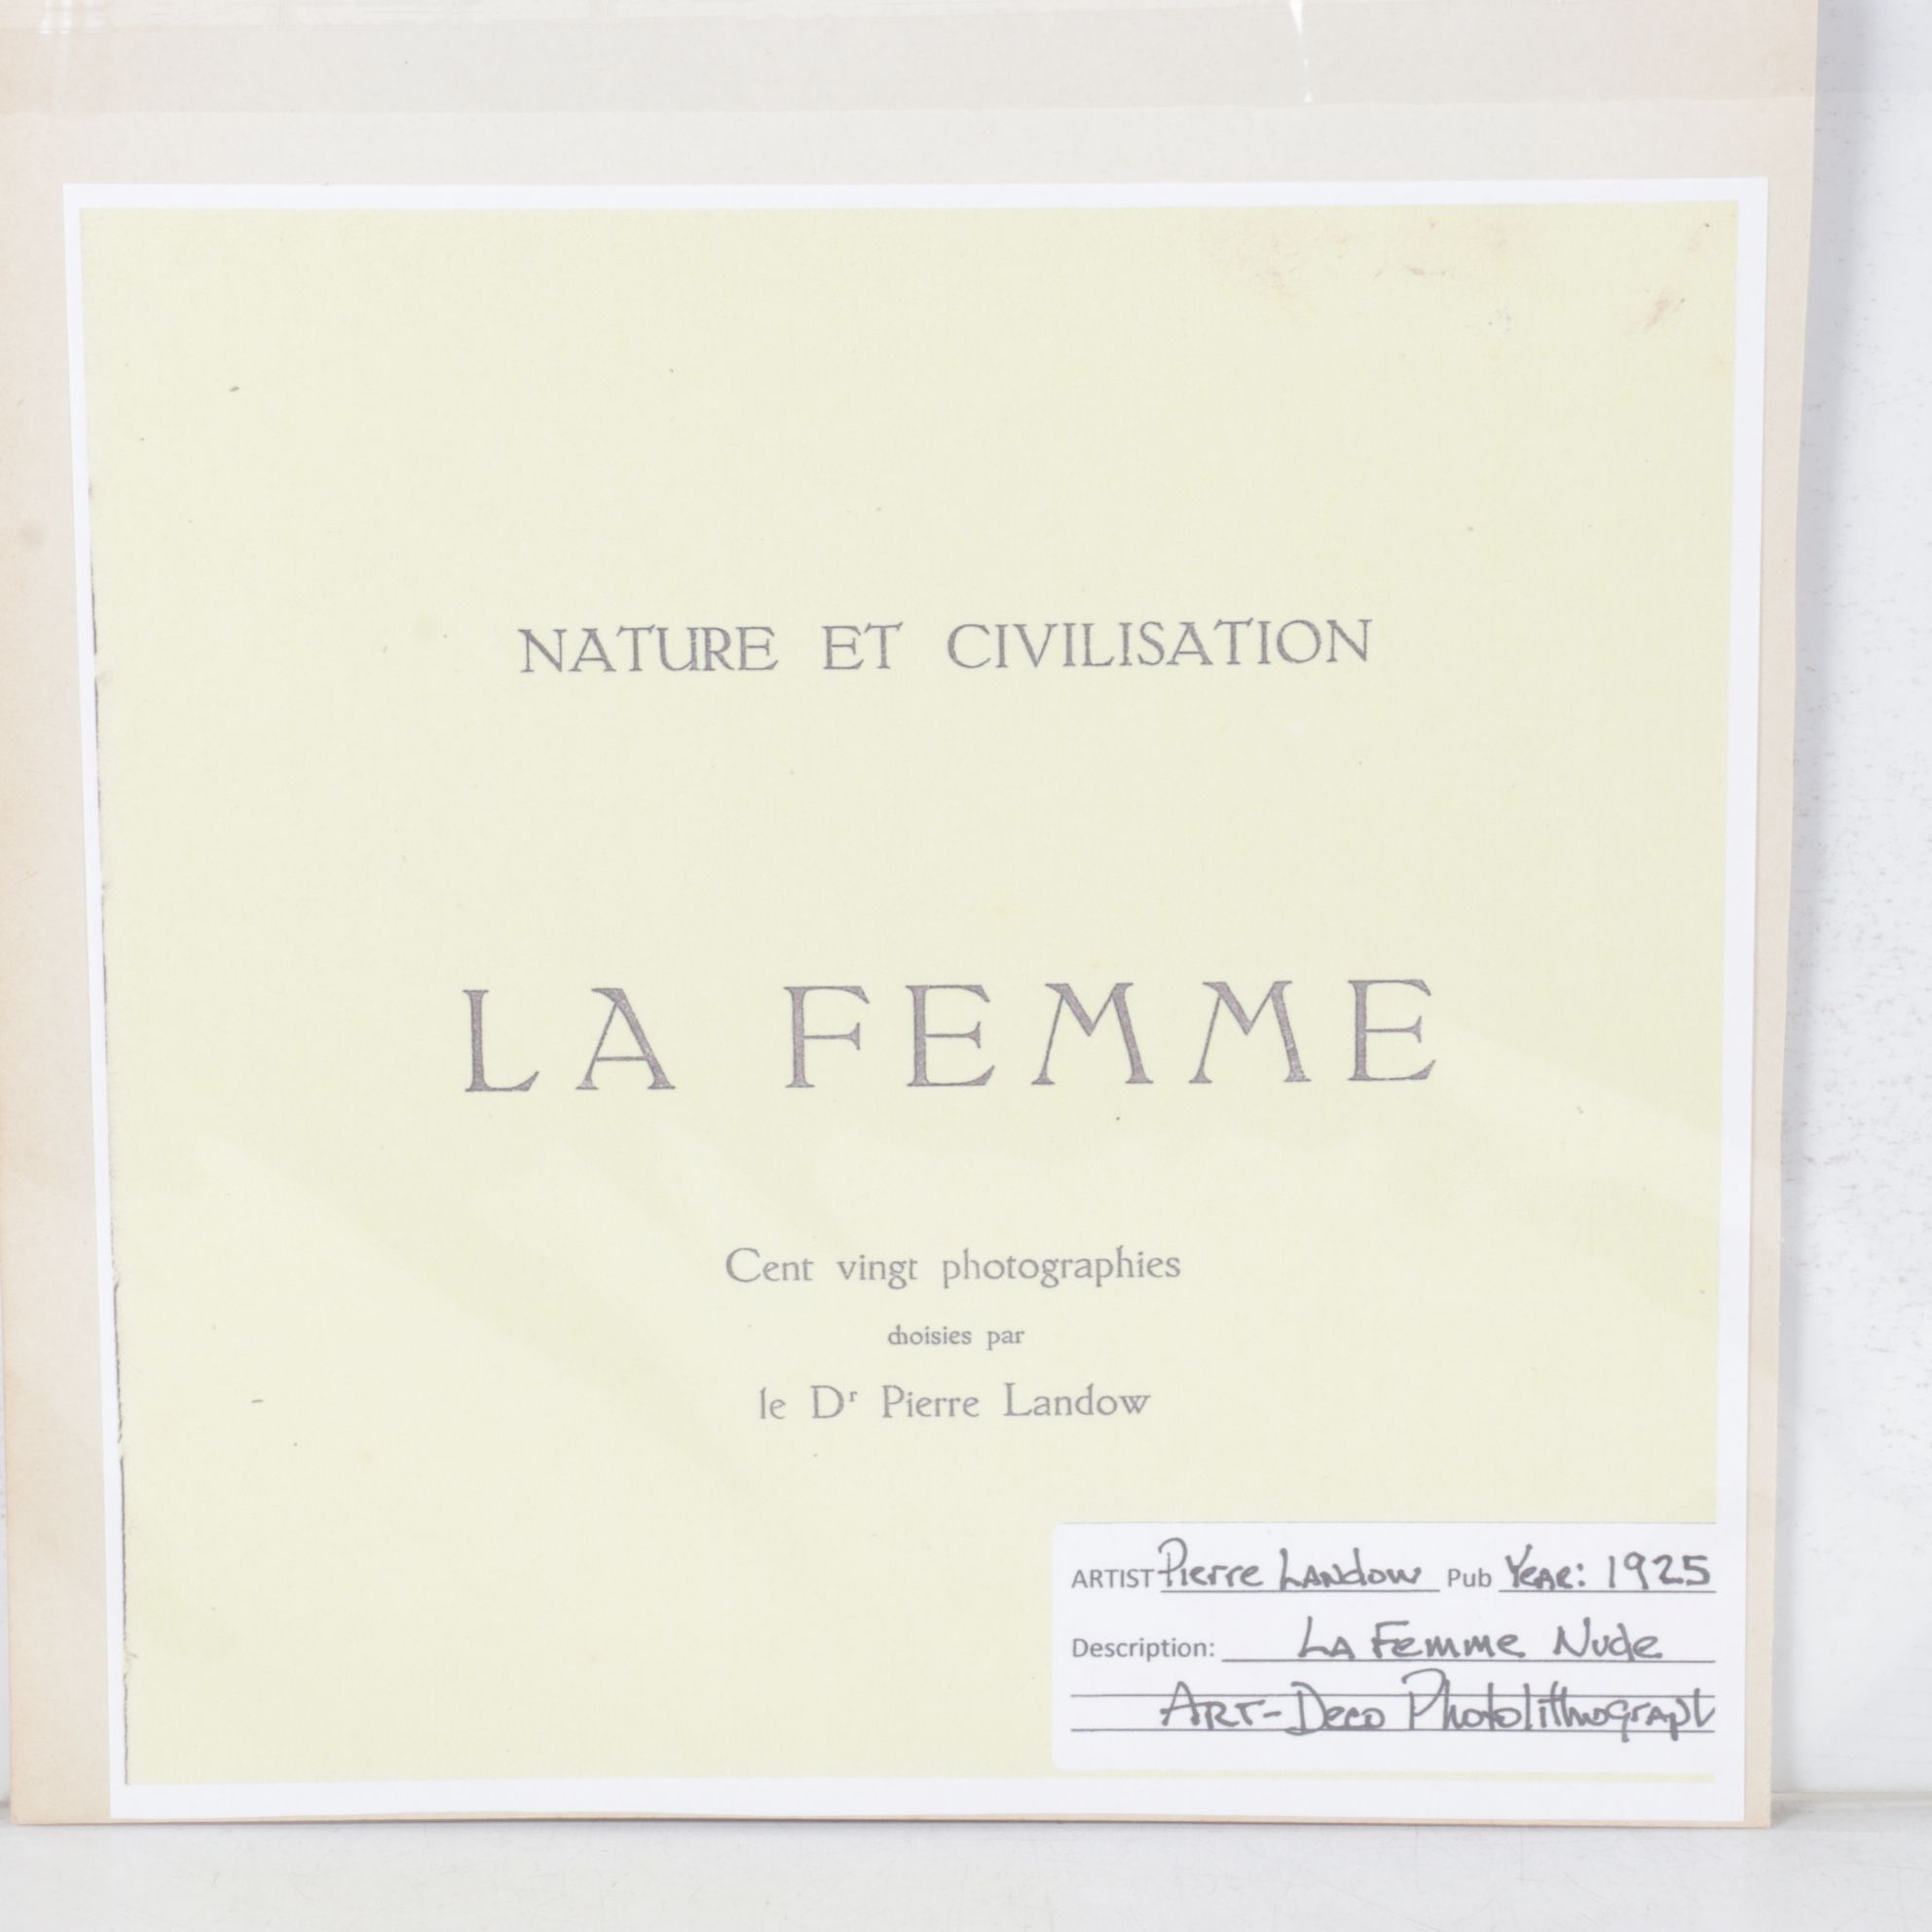 NATURE ET CIVILISATION
LA FEMME
Cent vingt photographies
choisies par
le Dr Pierre Landow
ARTIST Pierre Landow Pub Year: 1925
Description: La Femme Nude
Art-Deco Photolithograph